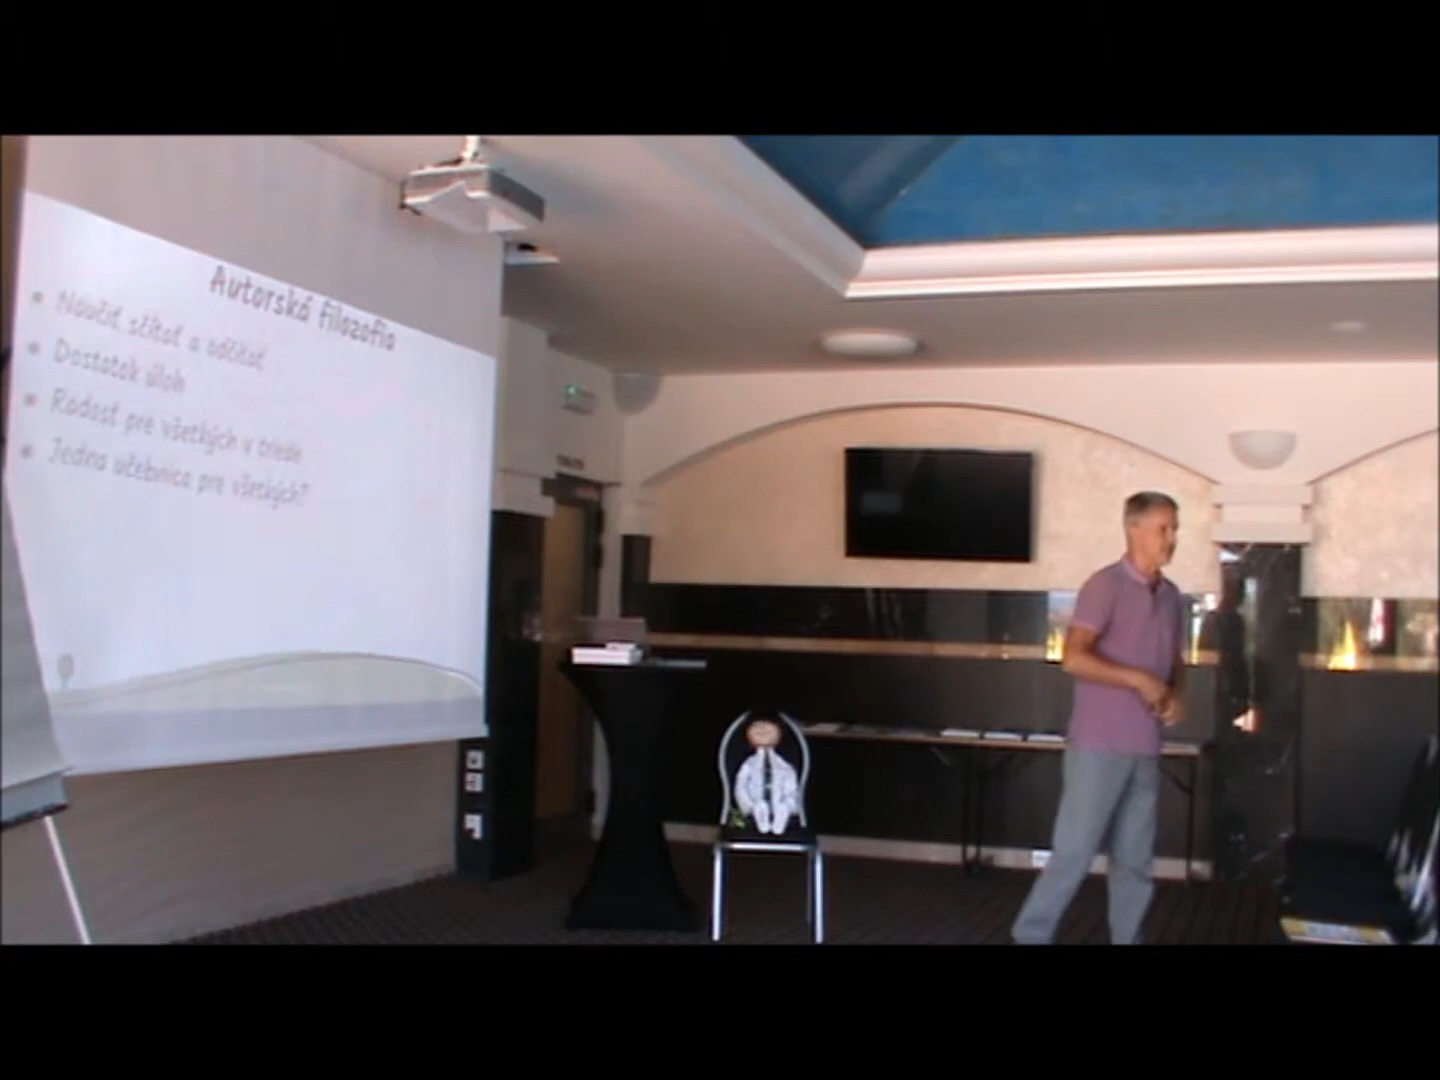 Autorská filozofia
• Naučiť sčítať a odčítať
• Dostatok úloh
• Radosť pre všetkých v triede
• Jedna učebnica pre všetkých?